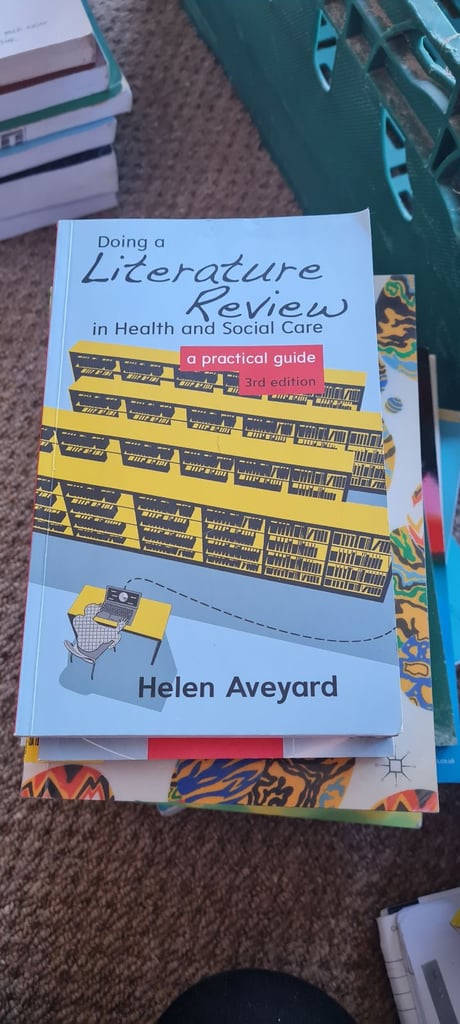 Doing a
Literature
Review
in Health and Social Care
a practical guide
3rd edition
Helen Aveyard